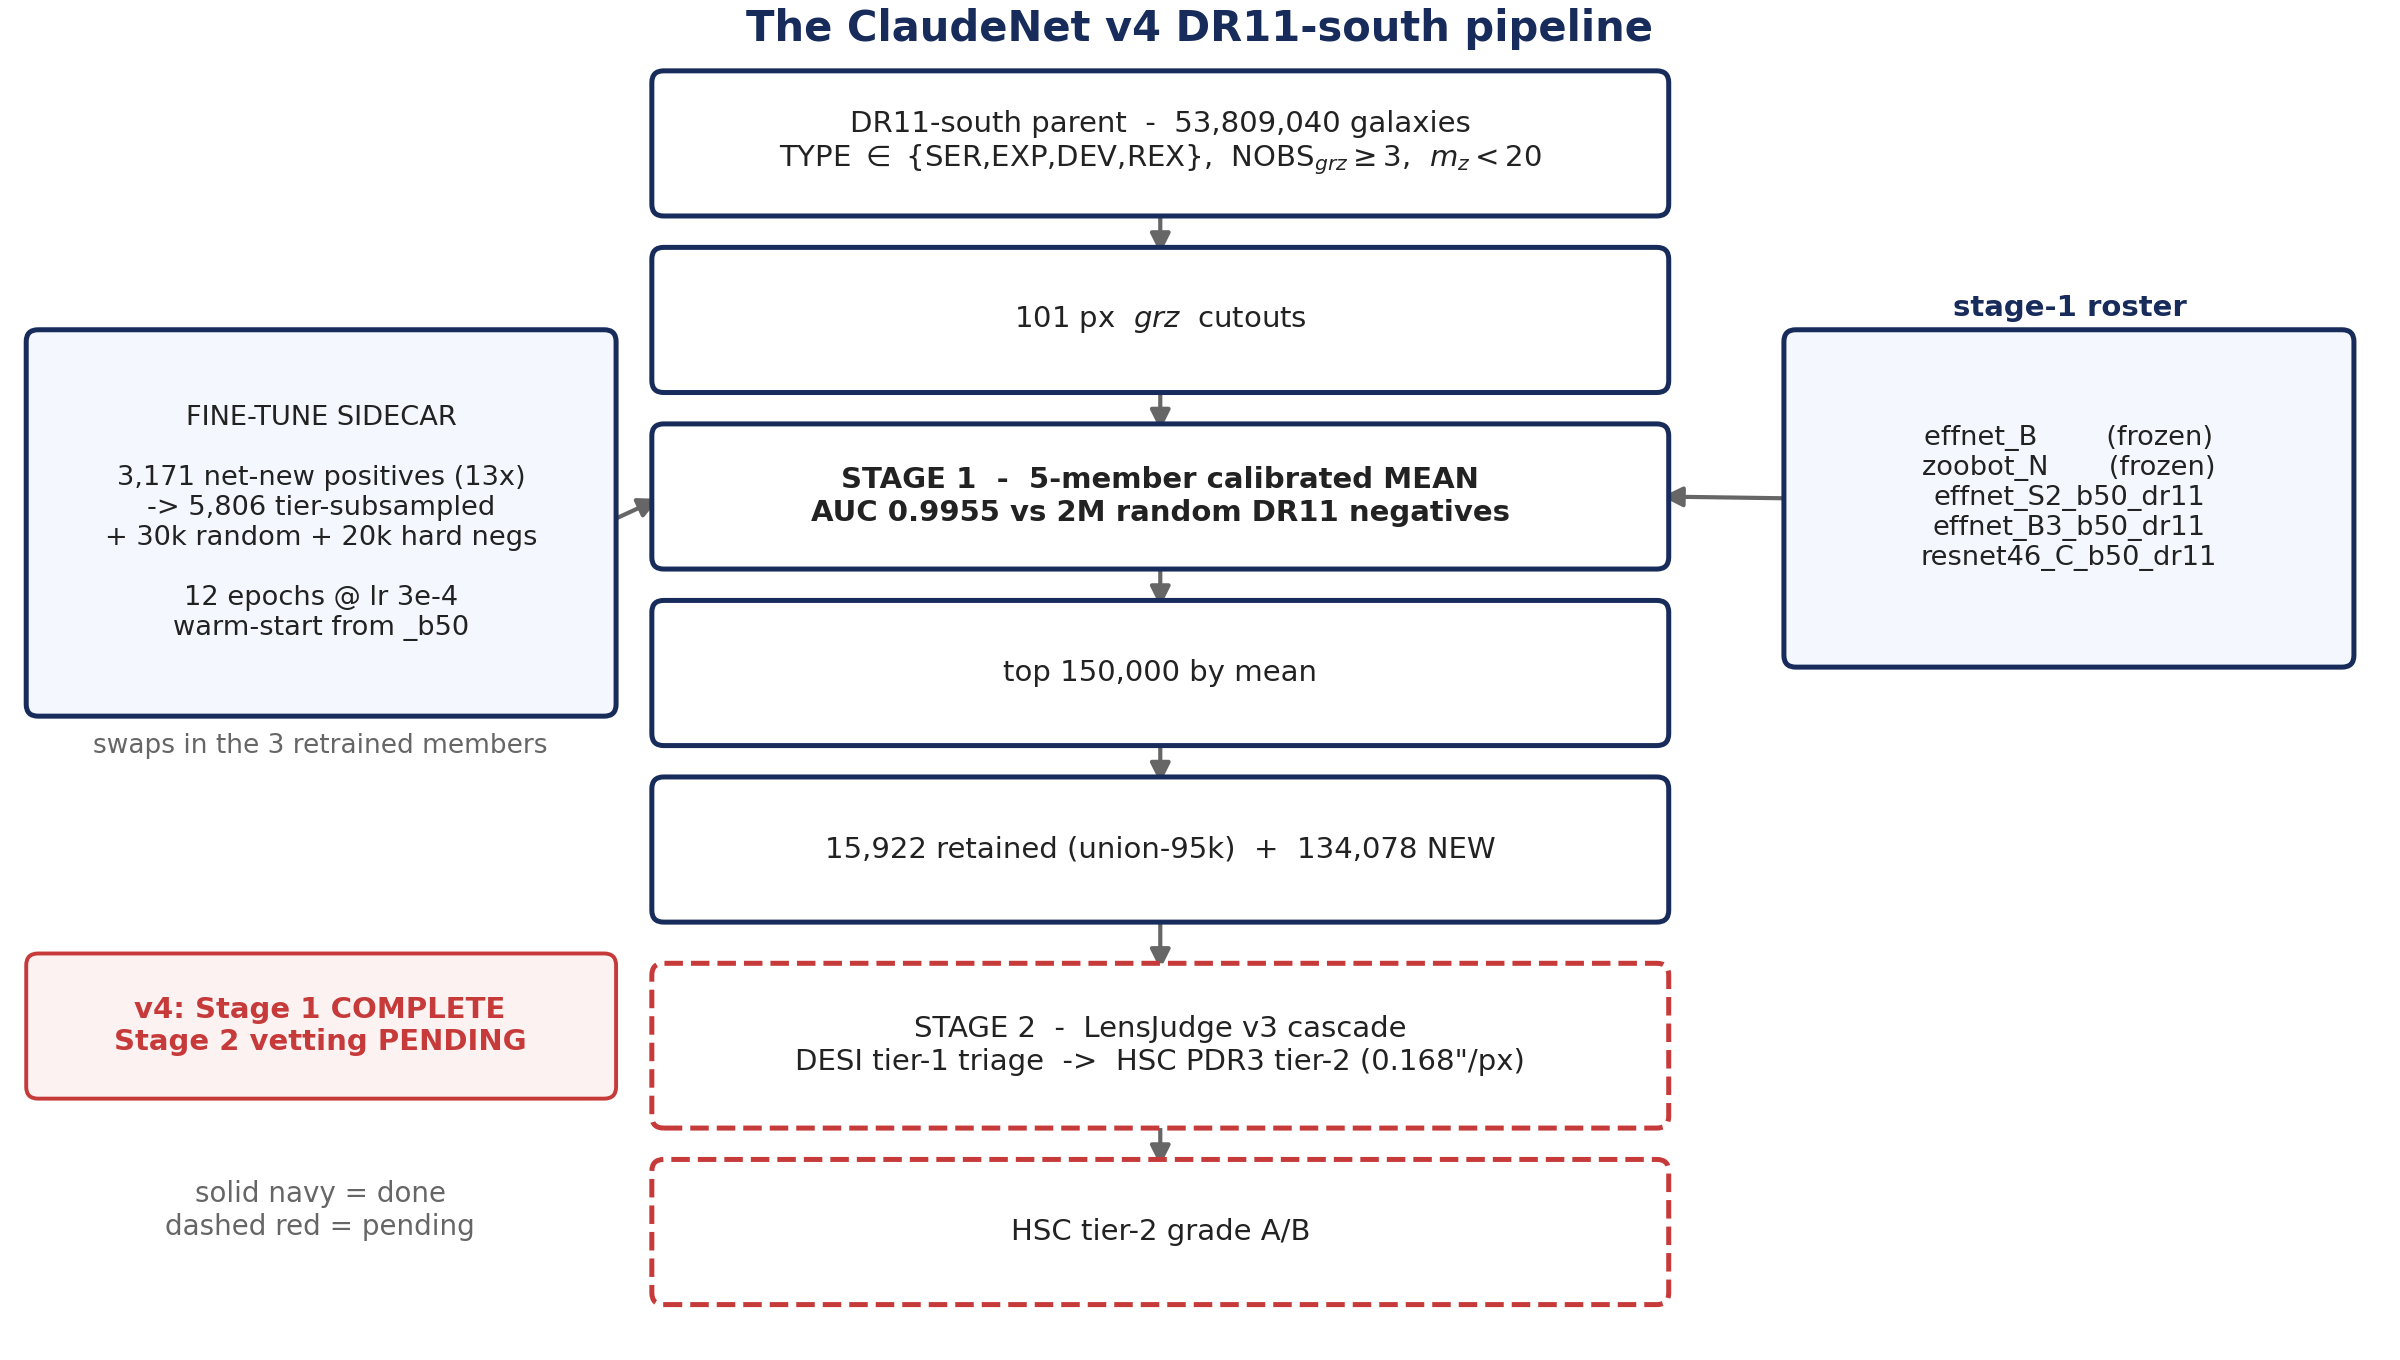 The ClaudeNet v4 DR11-south pipeline
DR11-south parent - 53,809,040 galaxies
TYPE ∈ {SER,EXP,DEV,REX}, NOBS_grz ≥ 3, m_z < 20
101 px grz cutouts
FINE-TUNE SIDECAR
3,171 net-new positives (13x)
-> 5,806 tier-subsampled
+ 30k random + 20k hard negs
12 epochs @ lr 3e-4
warm-start from _b50
swaps in the 3 retrained members
STAGE 1 - 5-member calibrated MEAN
AUC 0.9955 vs 2M random DR11 negatives
stage-1 roster
effnet_B (frozen)
zoobot_N (frozen)
effnet_S2_b50_dr11
effnet_B3_b50_dr11
resnet46_C_b50_dr11
top 150,000 by mean
15,922 retained (union-95k) + 134,078 NEW
v4: Stage 1 COMPLETE
Stage 2 vetting PENDING
STAGE 2 - LensJudge v3 cascade
DESI tier-1 triage -> HSC PDR3 tier-2 (0.168"/px)
solid navy = done
dashed red = pending
HSC tier-2 grade A/B